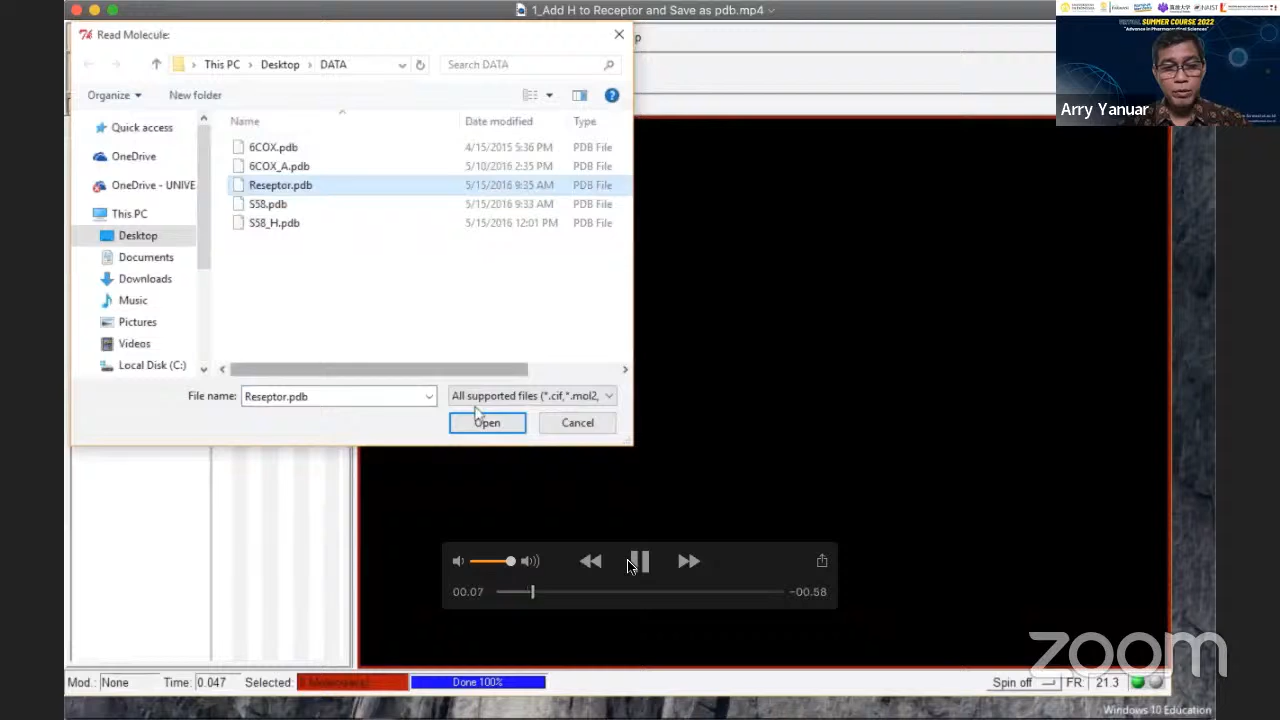 1_Add H to Receptor and Save as pdb.mp4
Read Molecule:
This PC > Desktop > DATA
Search DATA
Organize
New folder
Name Date modified Type
Quick access
OneDrive
OneDrive - UNIVE
This PC
Desktop
Documents
Downloads
Music
Pictures
Videos
Local Disk (C:)
6COX.pdb 4/15/2015 5:36 PM PDB File
6COX_A.pdb 5/10/2016 2:35 PM PDB File
Reseptor.pdb 5/15/2016 9:35 AM PDB File
S58.pdb 5/15/2016 9:33 AM PDB File
S58_H.pdb 5/15/2016 12:01 PM PDB File
File name: Reseptor.pdb All supported files (*.cif,*.mol2,
Open Cancel
p
VIRTUAL SUMMER COURSE 2022
"Advance in Pharmaceutical Sciences"
Arry Yanuar
00.07 -00.58
zoom
Mod.: None Time: 0.047 Selected: Done 100% Spin off FR: 21.3
Windows 10 Education